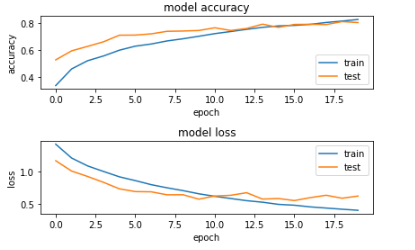 model accuracy
0.8
0.6
0.4
accuracy
train
test
0.0 2.5 5.0 7.5 10.0 12.5 15.0 17.5
epoch
model loss
1.0
0.5
loss
train
test
0.0 2.5 5.0 7.5 10.0 12.5 15.0 17.5
epoch